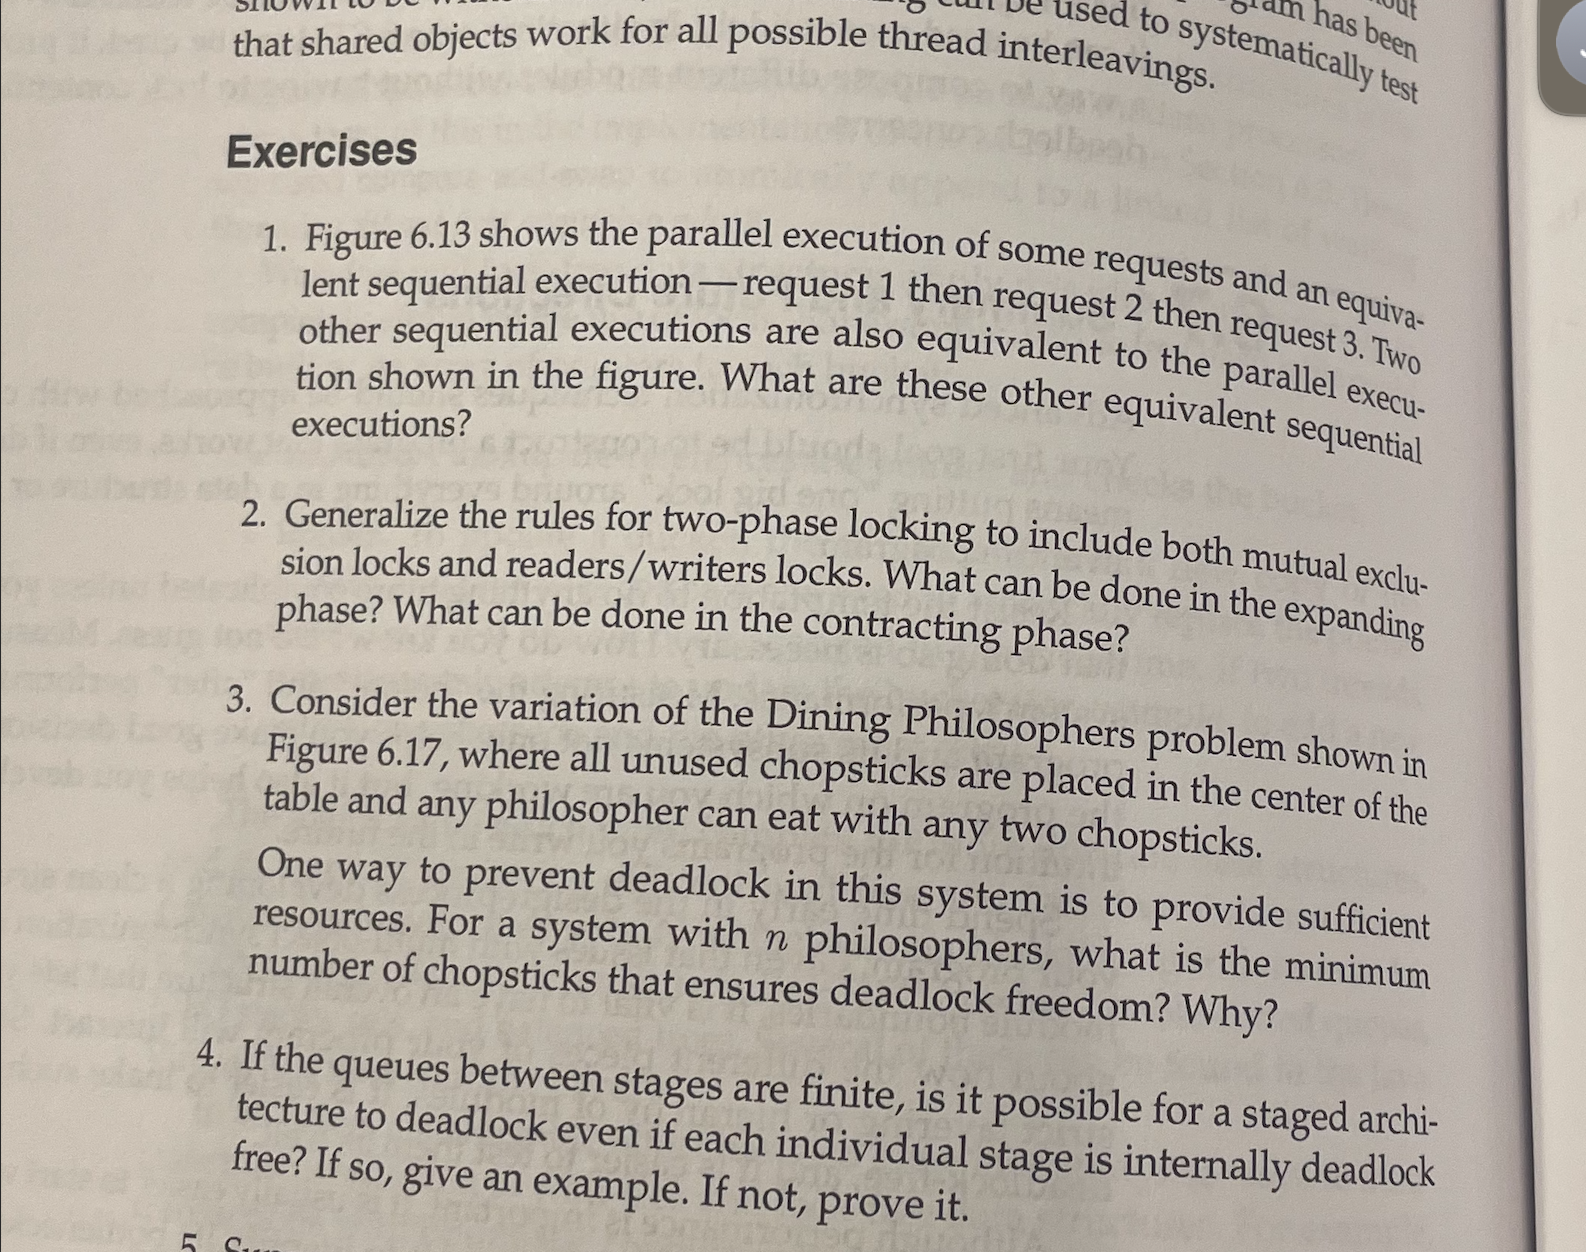 gram has been
can be used to systematically test
that shared objects work for all possible thread interleavings.
Exercises
1. Figure 6.13 shows the parallel execution of some requests and an equiva-
lent sequential execution—request 1 then request 2 then request 3. Two
other sequential executions are also equivalent to the parallel execu-
tion shown in the figure. What are these other equivalent sequential
executions?
2. Generalize the rules for two-phase locking to include both mutual exclu-
sion locks and readers/writers locks. What can be done in the expanding
phase? What can be done in the contracting phase?
3. Consider the variation of the Dining Philosophers problem shown in
Figure 6.17, where all unused chopsticks are placed in the center of the
table and any philosopher can eat with any two chopsticks.
One way to prevent deadlock in this system is to provide sufficient
resources. For a system with n philosophers, what is the minimum
number of chopsticks that ensures deadlock freedom? Why?
4. If the queues between stages are finite, is it possible for a staged archi-
tecture to deadlock even if each individual stage is internally deadlock
free? If so, give an example. If not, prove it.
5